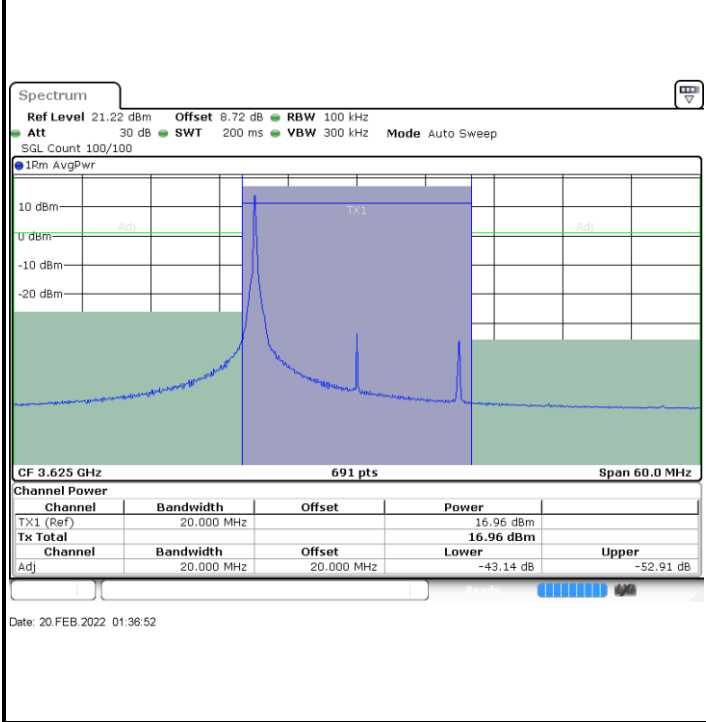 Spectrum
Ref Level 21.22 dBm Offset 8.72 dB RBW 100 kHz
Att 30 dB SWT 200 ms VBW 300 kHz Mode Auto Sweep
SGL Count 100/100
1Rm AvgPwr
10 dBm
TX1
Adj Adj
0 dBm
-10 dBm
-20 dBm
CF 3.625 GHz 691 pts Span 60.0 MHz
Channel Power
Channel Bandwidth Offset Power
TX1 (Ref) 20.000 MHz 16.96 dBm
Tx Total 16.96 dBm
Channel Bandwidth Offset Lower Upper
Adj 20.000 MHz 20.000 MHz -43.14 dB -52.91 dB
Ready
Date: 20.FEB.2022 01:36:52